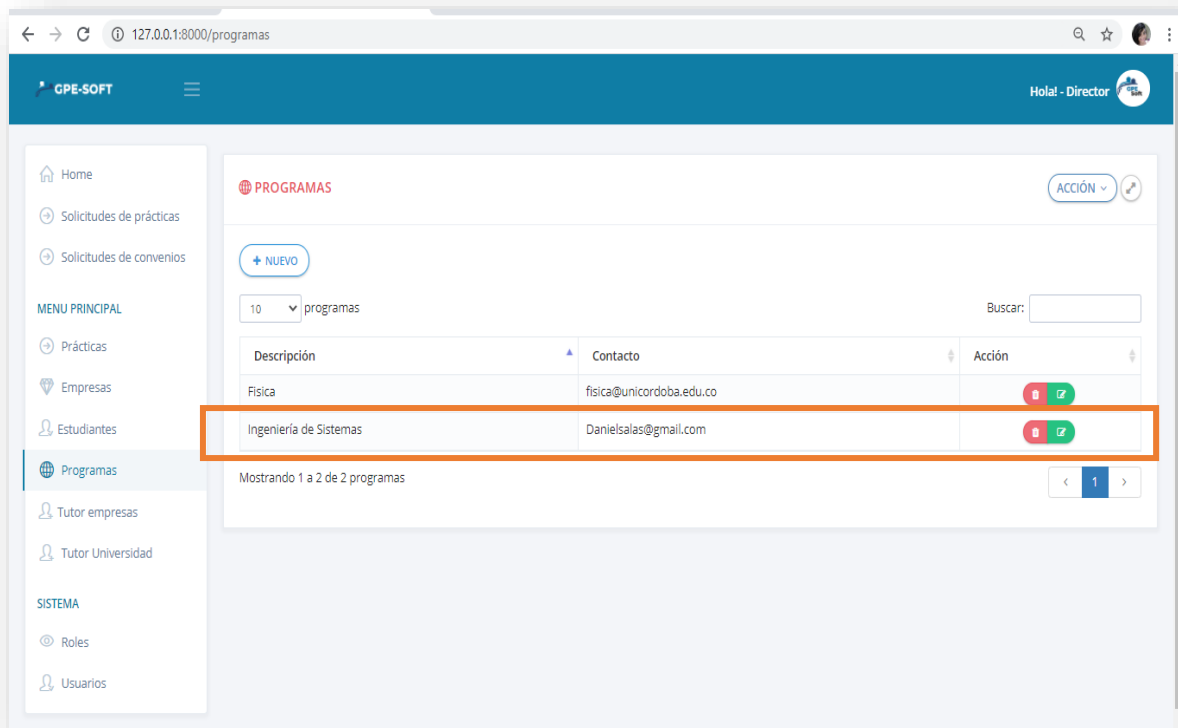 127.0.0.1:8000/programas
GPE-SOFT
Hola! - Director
GPE
Soft
Home
Solicitudes de prácticas
Solicitudes de convenios
MENU PRINCIPAL
Prácticas
Empresas
Estudiantes
Programas
Tutor empresas
Tutor Universidad
SISTEMA
Roles
Usuarios
PROGRAMAS
ACCIÓN
+ NUEVO
10 programas
Buscar:
Descripción Contacto Acción
Fisica fisica@unicordoba.edu.co
Ingeniería de Sistemas Danielsalas@gmail.com
Mostrando 1 a 2 de 2 programas
< 1 >